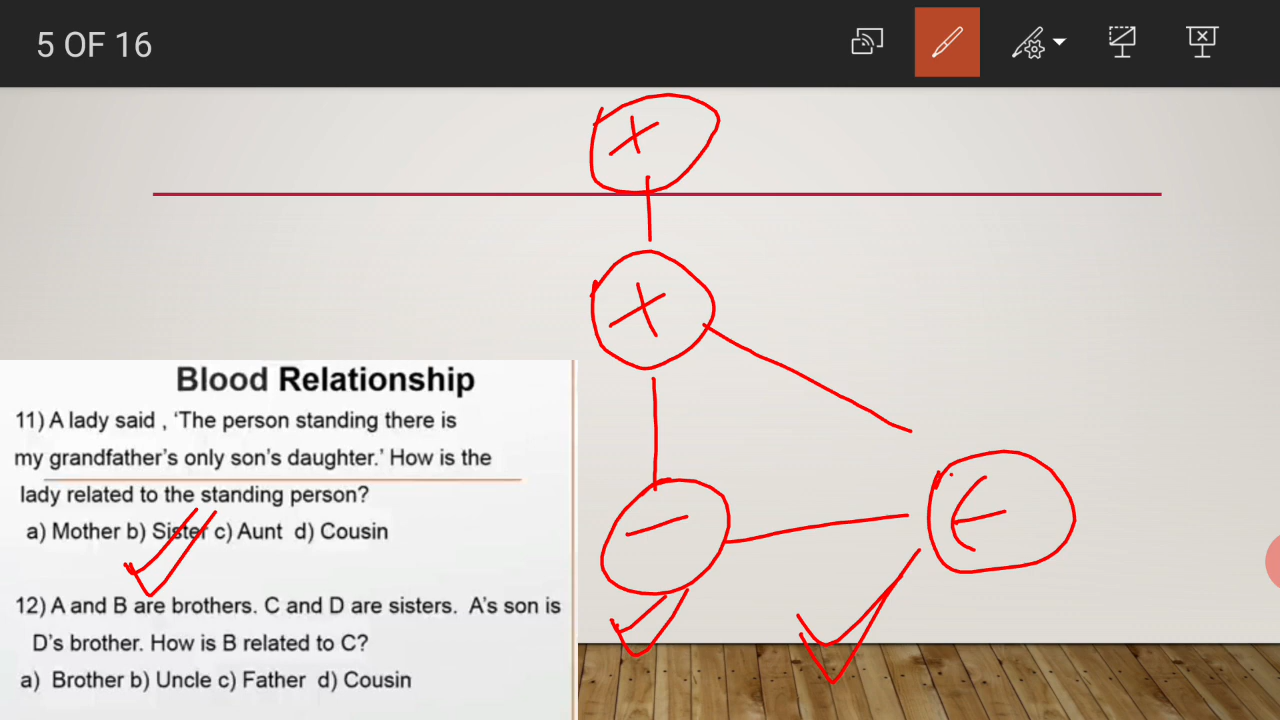 5 OF 16
+
+
Blood Relationship
11) A lady said , ‘The person standing there is
my grandfather's only son's daughter.’ How is the
lady related to the standing person?
a) Mother b) Sister c) Aunt d) Cousin
12) A and B are brothers. C and D are sisters. A's son is
D's brother. How is B related to C?
a) Brother b) Uncle c) Father d) Cousin
-